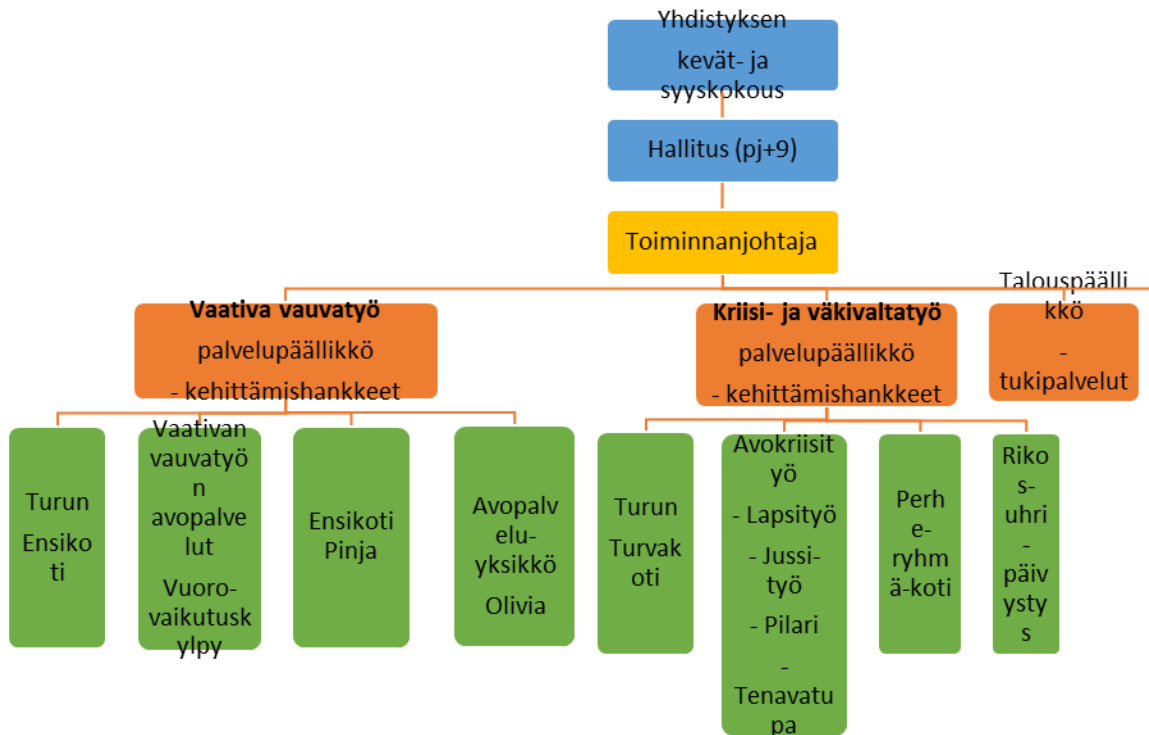 Yhdistyksen
kevät- ja
syyskokous
Hallitus (pj+9)
Toiminnanjohtaja
Vaativa vauvatyö
palvelupäällikkö
- kehittämishankkeet
Kriisi- ja väkivaltatyö
palvelupäällikkö
- kehittämishankkeet
Talouspäälli
kkö
-
tukipalvelut
Turun
Ensiko
ti
Vaativan
vauvatyö
n
avopalve
lut
Vuoro-
vaikutusk
ylpy
Ensikoti
Pinja
Avopalv
elu-
yksikkö
Olivia
Turun
Turvak
oti
Avokriisit
yö
- Lapsityö
- Jussi-
työ
- Pilari
-
Tenavatu
pa
Perh
e-
ryhm
ä-koti
Riko
s-
uhri
-
päiv
ysty
s